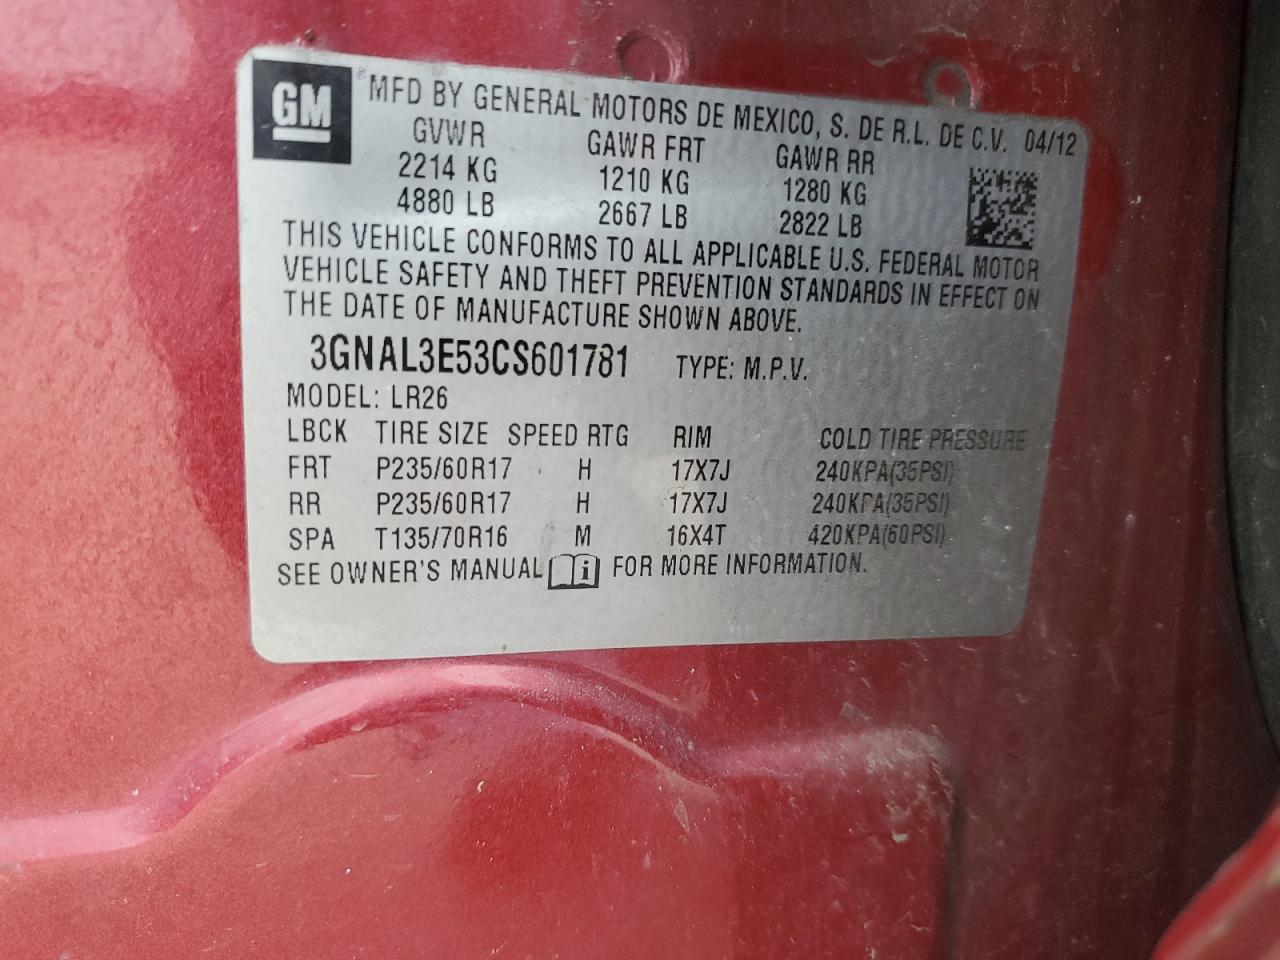 GM
MFD BY GENERAL MOTORS DE MEXICO, S. DE R.L. DE C.V. 04/12
GVWR GAWR FRT GAWR RR
2214 KG 1210 KG 1280 KG
4880 LB 2667 LB 2822 LB
THIS VEHICLE CONFORMS TO ALL APPLICABLE U.S. FEDERAL MOTOR
VEHICLE SAFETY AND THEFT PREVENTION STANDARDS IN EFFECT ON
THE DATE OF MANUFACTURE SHOWN ABOVE.
3GNAL3E53CS601781 TYPE: M.P.V.
MODEL: LR26
LBCK TIRE SIZE SPEED RTG RIM COLD TIRE PRESSURE
FRT P235/60R17 H 17X7J 240KPA(35PSI)
RR P235/60R17 H 17X7J 240KPA(35PSI)
SPA T135/70R16 M 16X4T 420KPA(60PSI)
SEE OWNER'S MANUAL i FOR MORE INFORMATION.